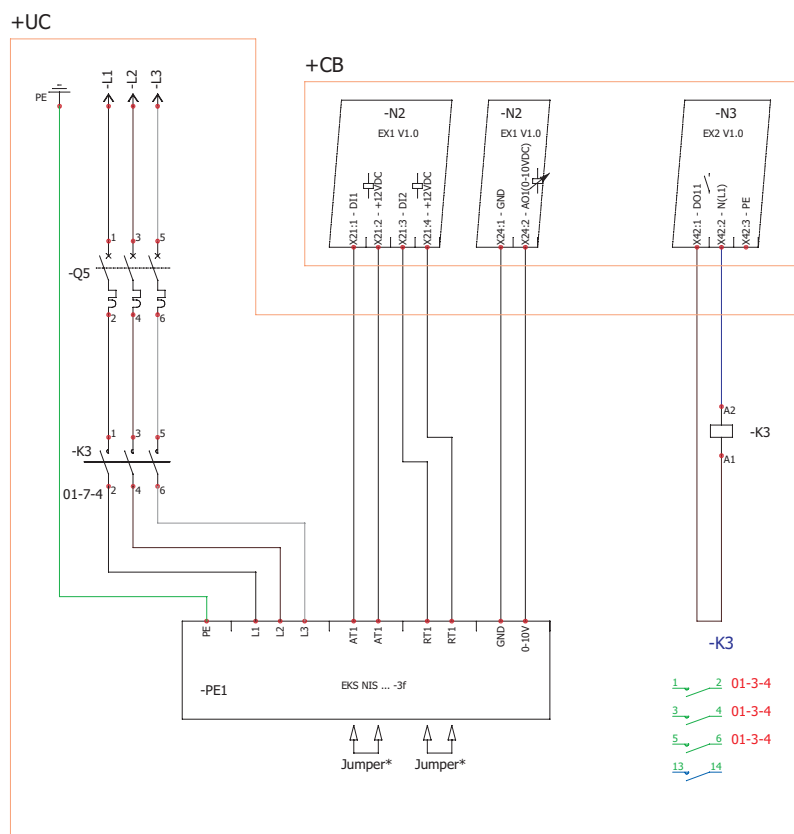 +UC
+CB
-L1
-L2
-L3
PE
-N2
EX1 V1.0
X21:1 - DI1
X21:2 - +12VDC
X21:3 - DI2
X21:4 - +12VDC
-N2
EX1 V1.0
X24:1 - GND
X24:2 - AO1(0-10VDC)
-N3
EX2 V1.0
X42:1 - DO11
X42:2 - N(L1)
X42:3 - PE
1 3 5
-Q5
2 4 6
1 3 5
-K3
01-7-4
2 4 6
A2
-K3
A1
PE L1 L2 L3 AT1 AT1 RT1 RT1 GND 0-10V
-PE1
EKS NIS ... -3f
Jumper* Jumper*
-K3
1 2 01-3-4
3 4 01-3-4
5 6 01-3-4
13 14